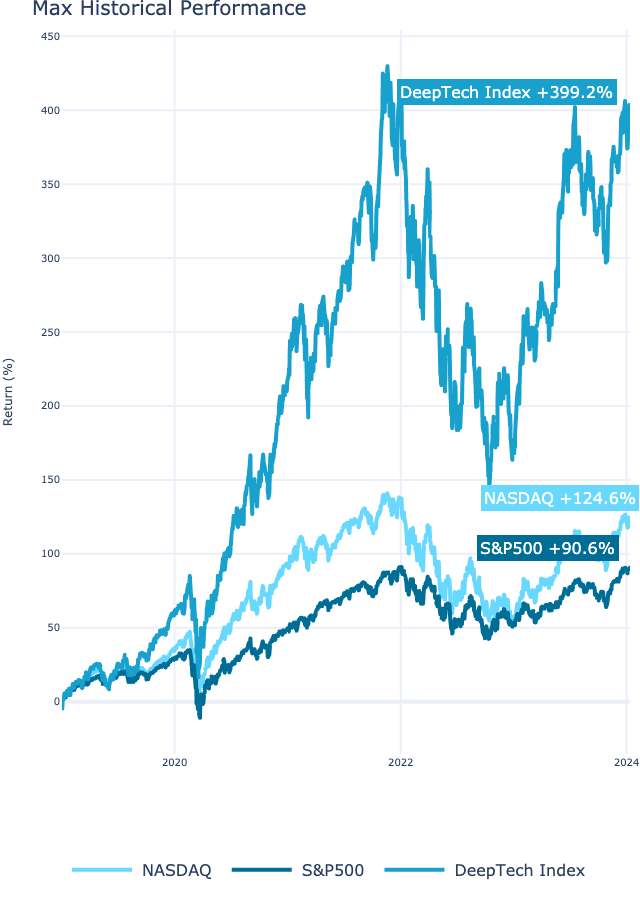 Max Historical Performance
450
400
350
300
250
200
150
100
50
0
Return (%)
DeepTech Index +399.2%
NASDAQ +124.6%
S&P500 +90.6%
2020
2022
2024
NASDAQ
S&P500
DeepTech Index